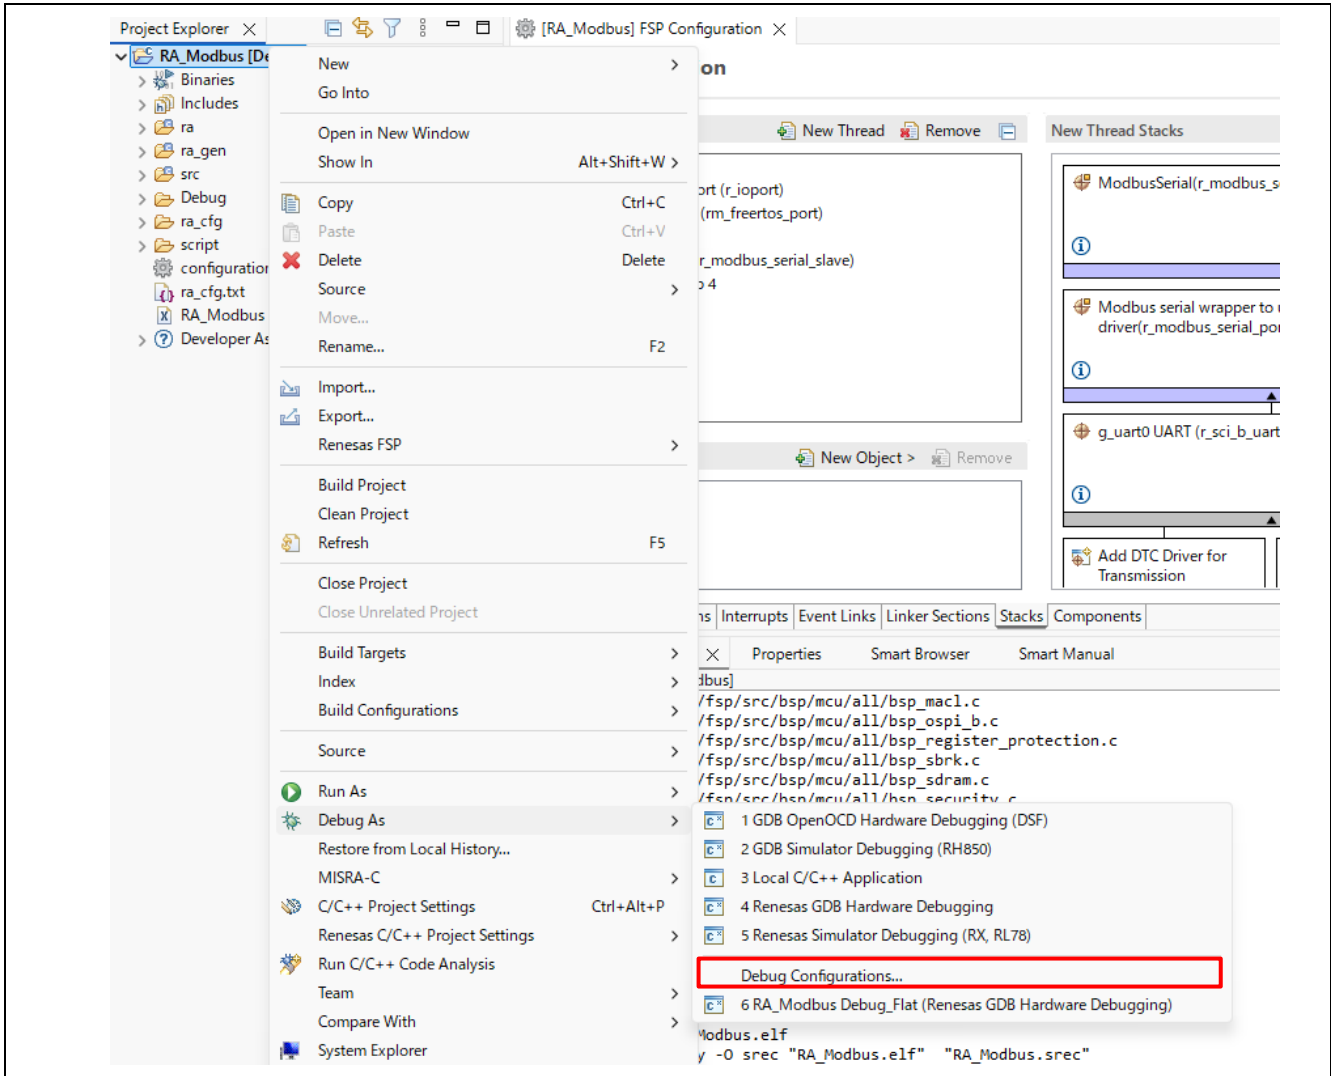 Project Explorer
[RA_Modbus] FSP Configuration
RA_Modbus [De
Binaries
Includes
ra
ra_gen
src
Debug
ra_cfg
script
configuration
ra_cfg.txt
RA_Modbus
Developer As
New
Go Into
Open in New Window
Show In Alt+Shift+W
Copy Ctrl+C
Paste Ctrl+V
Delete Delete
Source
Move...
Rename... F2
Import...
Export...
Renesas FSP
Build Project
Clean Project
Refresh F5
Close Project
Close Unrelated Project
Build Targets
Index
Build Configurations
Source
Run As
Debug As
Restore from Local History...
MISRA-C
C/C++ Project Settings Ctrl+Alt+P
Renesas C/C++ Project Settings
Run C/C++ Code Analysis
Team
Compare With
System Explorer
on
New Thread Remove
ort (r_ioport)
(rm_freertos_port)
r_modbus_serial_slave)
o 4
New Object > Remove
New Thread Stacks
ModbusSerial(r_modbus_s
Modbus serial wrapper to
driver(r_modbus_serial_por
g_uart0 UART (r_sci_b_uart
Add DTC Driver for
Transmission
ns Interrupts Event Links Linker Sections Stacks Components
Properties Smart Browser Smart Manual
dbus]
/fsp/src/bsp/mcu/all/bsp_macl.c
/fsp/src/bsp/mcu/all/bsp_ospi_b.c
/fsp/src/bsp/mcu/all/bsp_register_protection.c
/fsp/src/bsp/mcu/all/bsp_sbrk.c
/fsp/src/bsp/mcu/all/bsp_sdram.c
/fsp/src/bsp/mcu/all/bsp_security.c
1 GDB OpenOCD Hardware Debugging (DSF)
2 GDB Simulator Debugging (RH850)
3 Local C/C++ Application
4 Renesas GDB Hardware Debugging
5 Renesas Simulator Debugging (RX, RL78)
Debug Configurations...
6 RA_Modbus Debug_Flat (Renesas GDB Hardware Debugging)
Modbus.elf
y -O srec "RA_Modbus.elf" "RA_Modbus.srec"